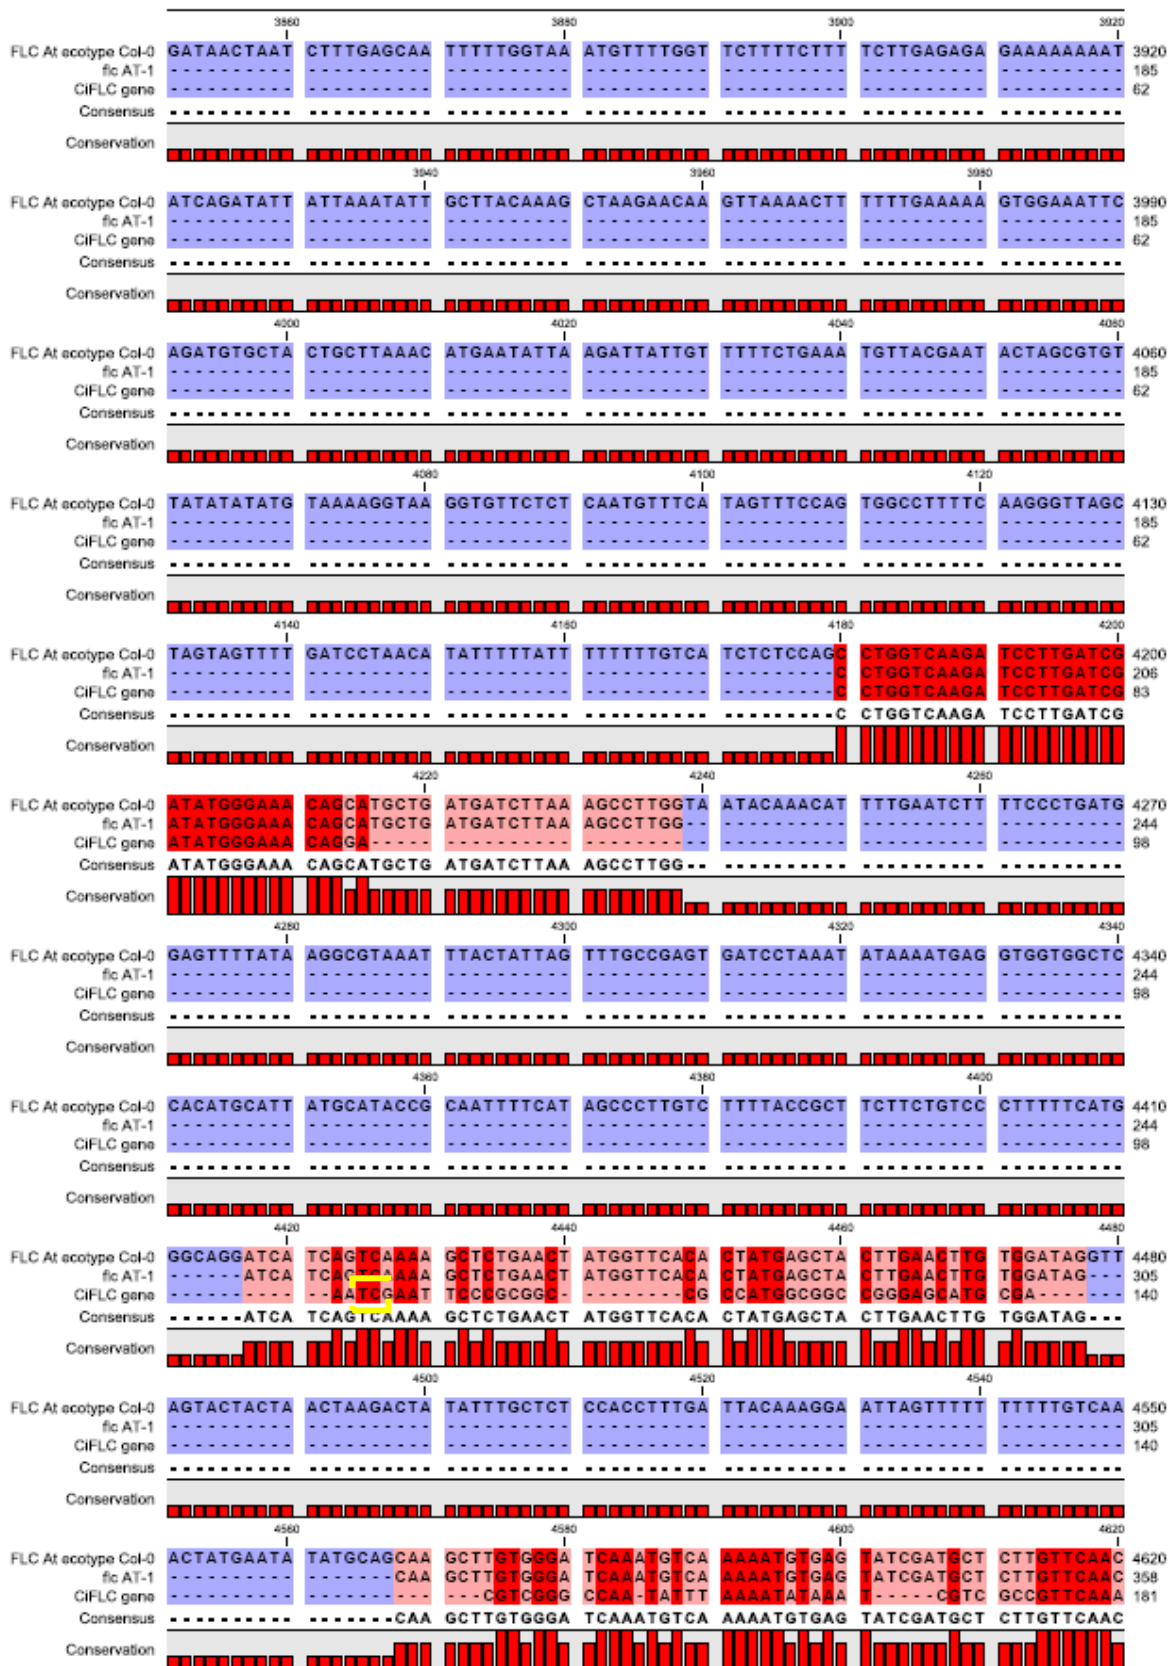 3860 3880 3900 3920
FLC At ecotype Col-0 GATAACTAAT CTTTGAGCAA TTTTTGGTAA ATGTTTTGGT TCTTTTCTTT TCTTGAGAGA GAAAAAAAAT 3920
flc AT-1 ---------- ---------- ---------- ---------- ---------- ---------- ---------- 185
CiFLC gene ---------- ---------- ---------- ---------- ---------- ---------- ---------- 62
Consensus ---------- ---------- ---------- ---------- ---------- ---------- ----------
Conservation
3940 3960 3980
FLC At ecotype Col-0 ATCAGATATT ATTAAATATT GCTTACAAAG CTAAGAACAA GTTAAAACTT TTTTGAAAAA GTGGAAATTC 3990
flc AT-1 ---------- ---------- ---------- ---------- ---------- ---------- ---------- 185
CiFLC gene ---------- ---------- ---------- ---------- ---------- ---------- ---------- 62
Consensus ---------- ---------- ---------- ---------- ---------- ---------- ----------
Conservation
4000 4020 4040 4060
FLC At ecotype Col-0 AGATGTGCTA CTGCTTAAAC ATGAATATTA AGATTATTGT TTTTCTGAAA TGTTACGAAT ACTAGCGTGT 4060
flc AT-1 ---------- ---------- ---------- ---------- ---------- ---------- ---------- 185
CiFLC gene ---------- ---------- ---------- ---------- ---------- ---------- ---------- 62
Consensus ---------- ---------- ---------- ---------- ---------- ---------- ----------
Conservation
4080 4100 4120
FLC At ecotype Col-0 TATATATATG TAAAAGGTAA GGTGTTCTCT CAATGTTTCA TAGTTTCCAG TGGCCTTTTC AAGGGTTAGC 4130
flc AT-1 ---------- ---------- ---------- ---------- ---------- ---------- ---------- 185
CiFLC gene ---------- ---------- ---------- ---------- ---------- ---------- ---------- 62
Consensus ---------- ---------- ---------- ---------- ---------- ---------- ----------
Conservation
4140 4160 4180 4200
FLC At ecotype Col-0 TAGTAGTTTT GATCCTAACA TATTTTTATT TTTTTTGTCA TCTCTCCAGC CTGGTCAAGA TCCTTGATCG 4200
flc AT-1 ---------- ---------- ---------- ---------- ---------C CTGGTCAAGA TCCTTGATCG 206
CiFLC gene ---------- ---------- ---------- ---------- ---------C CTGGTCAAGA TCCTTGATCG 83
Consensus ---------- ---------- ---------- ---------- ---------C CTGGTCAAGA TCCTTGATCG
Conservation
4220 4240 4260
FLC At ecotype Col-0 ATATGGGAAA CAGCATGCTG ATGATCTTAA AGCCTTGGTA ATACAAACAT TTTGAATCTT TTCCCTGATG 4270
flc AT-1 ATATGGGAAA CAGCATGCTG ATGATCTTAA AGCCTTGG-- ---------- ---------- ---------- 244
CiFLC gene ATATGGGAAA CAGGA----- ---------- ---------- ---------- ---------- ---------- 98
Consensus ATATGGGAAA CAGCATGCTG ATGATCTTAA AGCCTTGG-- ---------- ---------- ----------
Conservation
4280 4300 4320 4340
FLC At ecotype Col-0 GAGTTTTATA AGGCGTAAAT TTACTATTAG TTTGCCGAGT GATCCTAAAT ATAAAATGAG GTGGTGGCTC 4340
flc AT-1 ---------- ---------- ---------- ---------- ---------- ---------- ---------- 244
CiFLC gene ---------- ---------- ---------- ---------- ---------- ---------- ---------- 98
Consensus ---------- ---------- ---------- ---------- ---------- ---------- ----------
Conservation
4360 4380 4400
FLC At ecotype Col-0 CACATGCATT ATGCATACCG CAATTTTCAT AGCCCTTGTC TTTTACCGCT TCTTCTGTCC CTTTTTCATG 4410
flc AT-1 ---------- ---------- ---------- ---------- ---------- ---------- ---------- 244
CiFLC gene ---------- ---------- ---------- ---------- ---------- ---------- ---------- 98
Consensus ---------- ---------- ---------- ---------- ---------- ---------- ----------
Conservation
4420 4440 4460 4480
FLC At ecotype Col-0 GGCAGGATCA TCAGTCAAAA GCTCTGAACT ATGGTTCACA CTATGAGCTA CTTGAACTTG TGGATAGGTT 4480
flc AT-1 ------ATCA TCAGTCAAAA GCTCTGAACT ATGGTTCACA CTATGAGCTA CTTGAACTTG TGGATAG--- 305
CiFLC gene ---------- --AATCGAAT TCCCGCGGC- --------CG CCATGGCGGC CGGGAGCATG CGA------- 140
Consensus ------ATCA TCAGTCAAAA GCTCTGAACT ATGGTTCACA CTATGAGCTA CTTGAACTTG TGGATAG---
Conservation
4500 4520 4540
FLC At ecotype Col-0 AGTACTACTA ACTAAGACTA TATTTGCTCT CCACCTTTGA TTACAAAGGA ATTAGTTTTT TTTTTGTCAA 4550
flc AT-1 ---------- ---------- ---------- ---------- ---------- ---------- ---------- 305
CiFLC gene ---------- ---------- ---------- ---------- ---------- ---------- ---------- 140
Consensus ---------- ---------- ---------- ---------- ---------- ---------- ----------
Conservation
4560 4580 4600 4620
FLC At ecotype Col-0 ACTATGAATA TATGCAGCAA GCTTGTGGGA TCAAATGTCA AAAATGTGAG TATCGATGCT CTTGTTCAAC 4620
flc AT-1 ---------- -------CAA GCTTGTGGGA TCAAATGTCA AAAATGTGAG TATCGATGCT CTTGTTCAAC 358
CiFLC gene ---------- ---------- ----CGTCGGG CCAA-TATTT AAAATATAAA T-----CGTC GCCGTTCAAA 181
Consensus ---------- -------CAA GCTTGTGGGA TCAAATGTCA AAAATGTGAG TATCGATGCT CTTGTTCAAC
Conservation